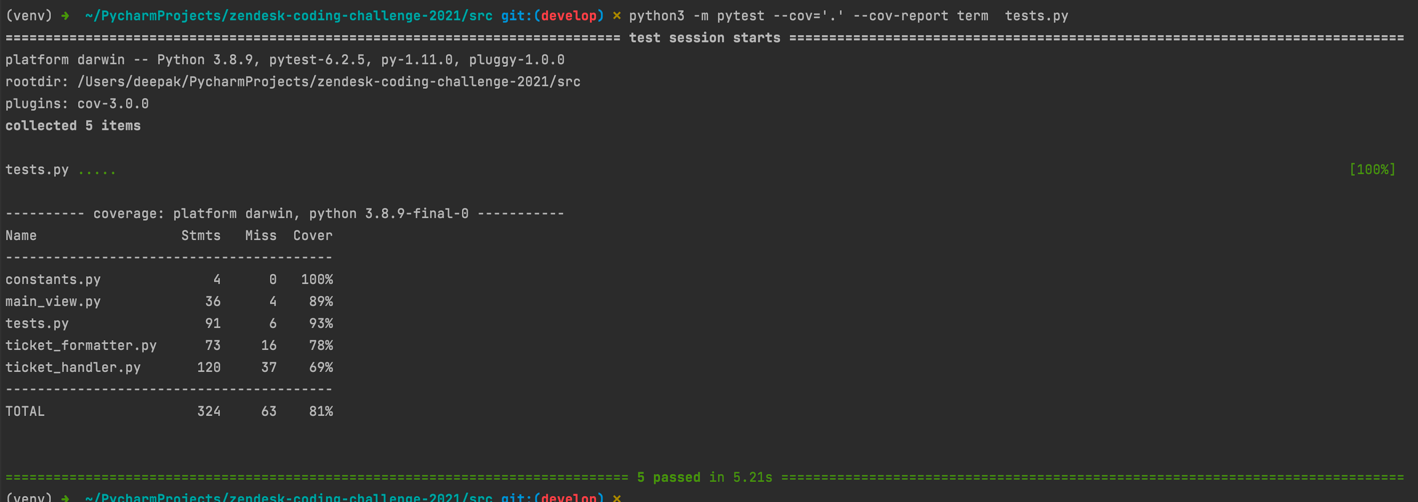 (venv) ➜  ~/PycharmProjects/zendesk-coding-challenge-2021/src git:(develop) ✗ python3 -m pytest --cov='.' --cov-report term  tests.py
============================================================================= test session starts =============================================================================
platform darwin -- Python 3.8.9, pytest-6.2.5, py-1.11.0, pluggy-1.0.0
rootdir: /Users/deepak/PycharmProjects/zendesk-coding-challenge-2021/src
plugins: cov-3.0.0
collected 5 items
tests.py ..... [100%]
---------- coverage: platform darwin, python 3.8.9-final-0 -----------
Name                  Stmts   Miss  Cover
-----------------------------------------
constants.py              4      0   100%
main_view.py             36      4    89%
tests.py                 91      6    93%
ticket_formatter.py      73     16    78%
ticket_handler.py       120     37    69%
-----------------------------------------
TOTAL                   324     63    81%
============================================================================== 5 passed in 5.21s ==============================================================================
(venv) ➜  ~/PycharmProjects/zendesk-coding-challenge-2021/src git:(develop) ✗